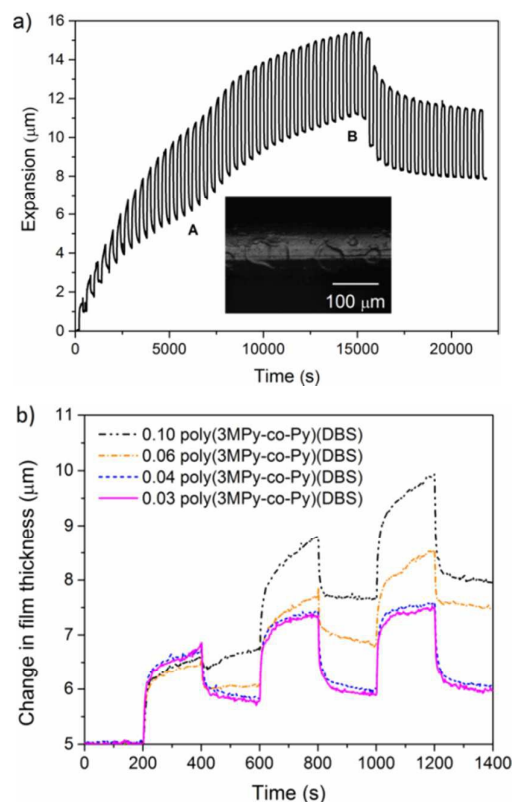 a)
16
14
12
10
8
6
4
2
0
Expansion (μm)
A
B
100 μm
0 5000 10000 15000 20000
Time (s)
b)
11
10
9
8
7
6
5
Change in film thickness (μm)
0.10 poly(3MPy-co-Py)(DBS)
0.06 poly(3MPy-co-Py)(DBS)
0.04 poly(3MPy-co-Py)(DBS)
0.03 poly(3MPy-co-Py)(DBS)
0 200 400 600 800 1000 1200 1400
Time (s)